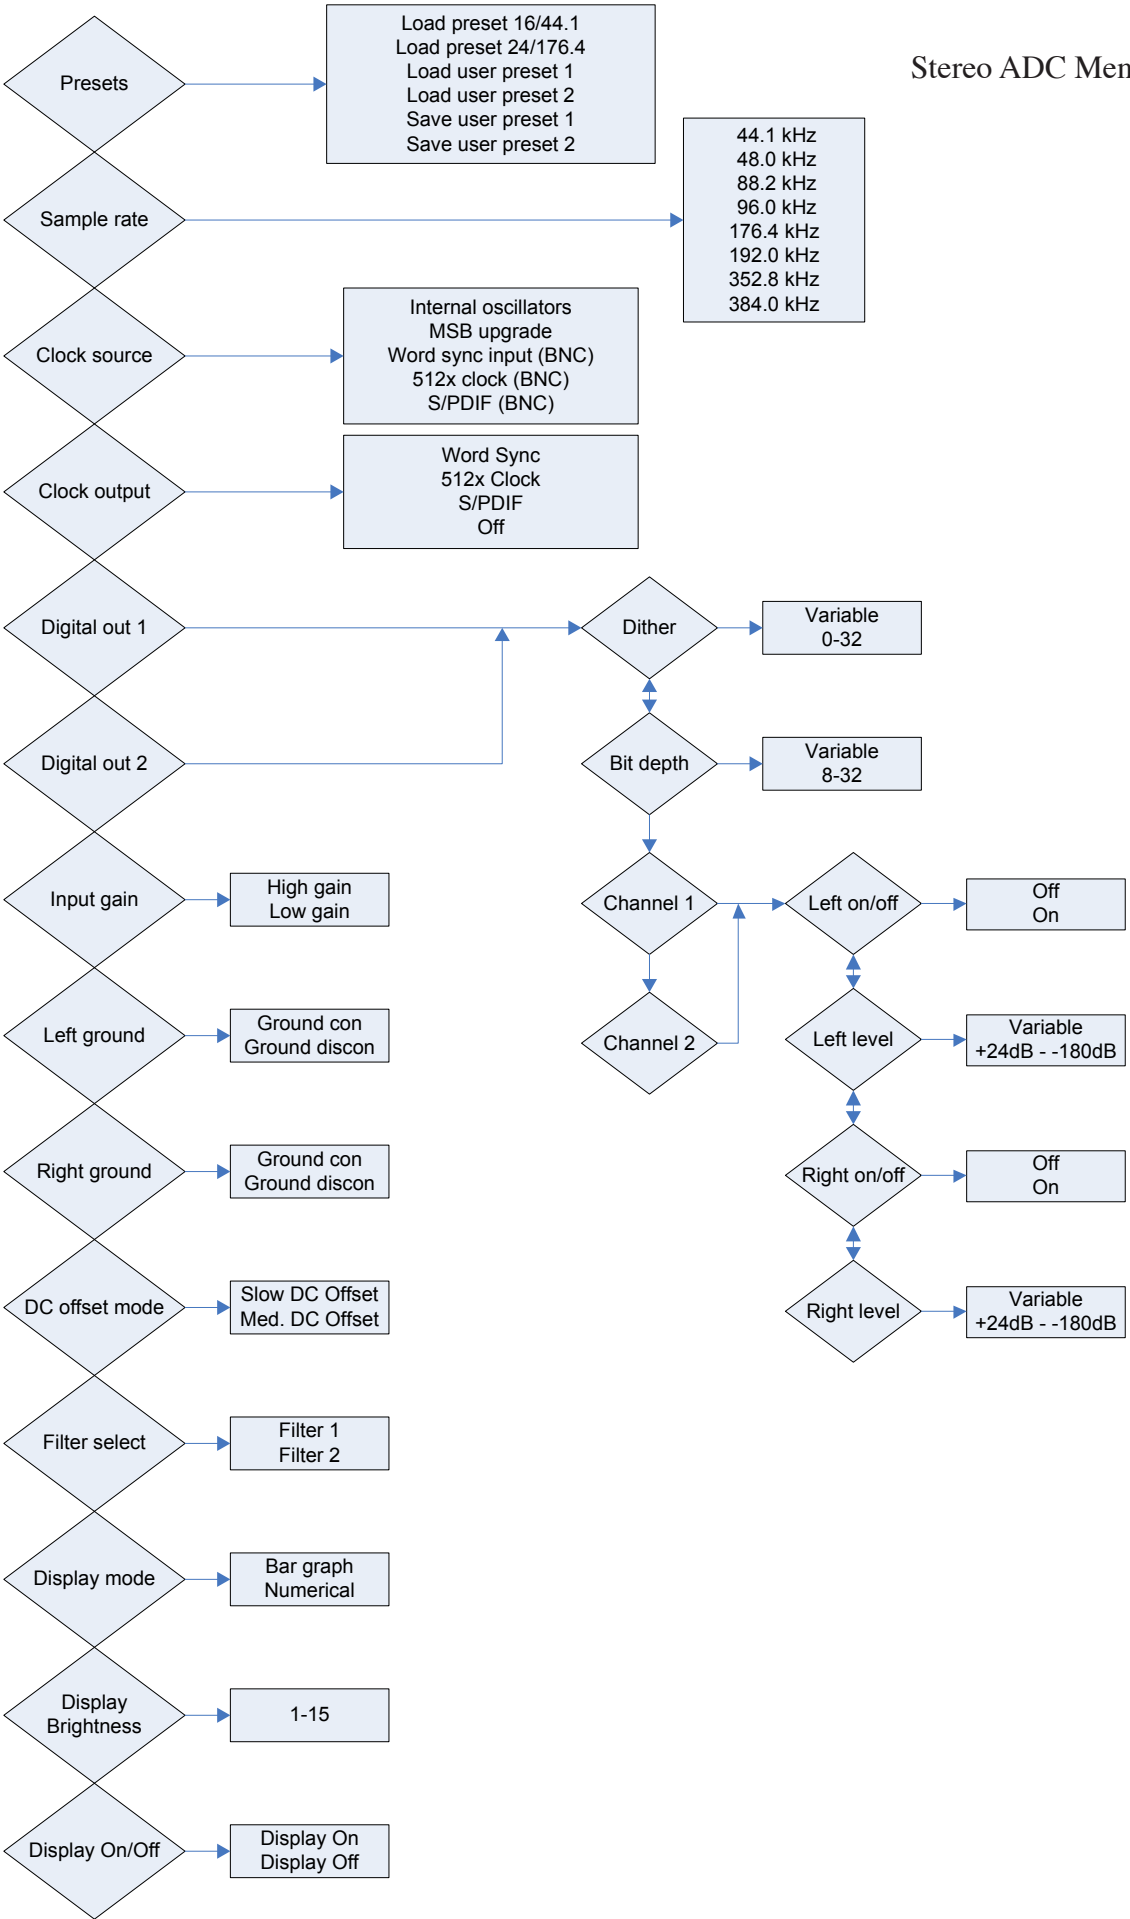 Stereo ADC Men
Presets
Load preset 16/44.1
Load preset 24/176.4
Load user preset 1
Load user preset 2
Save user preset 1
Save user preset 2
Sample rate
44.1 kHz
48.0 kHz
88.2 kHz
96.0 kHz
176.4 kHz
192.0 kHz
352.8 kHz
384.0 kHz
Clock source
Internal oscillators
MSB upgrade
Word sync input (BNC)
512x clock (BNC)
S/PDIF (BNC)
Clock output
Word Sync
512x Clock
S/PDIF
Off
Digital out 1
Digital out 2
Dither
Variable
0-32
Bit depth
Variable
8-32
Channel 1
Channel 2
Left on/off
Off
On
Left level
Variable
+24dB - -180dB
Right on/off
Off
On
Right level
Variable
+24dB - -180dB
Input gain
High gain
Low gain
Left ground
Ground con
Ground discon
Right ground
Ground con
Ground discon
DC offset mode
Slow DC Offset
Med. DC Offset
Filter select
Filter 1
Filter 2
Display mode
Bar graph
Numerical
Display
Brightness
1-15
Display On/Off
Display On
Display Off